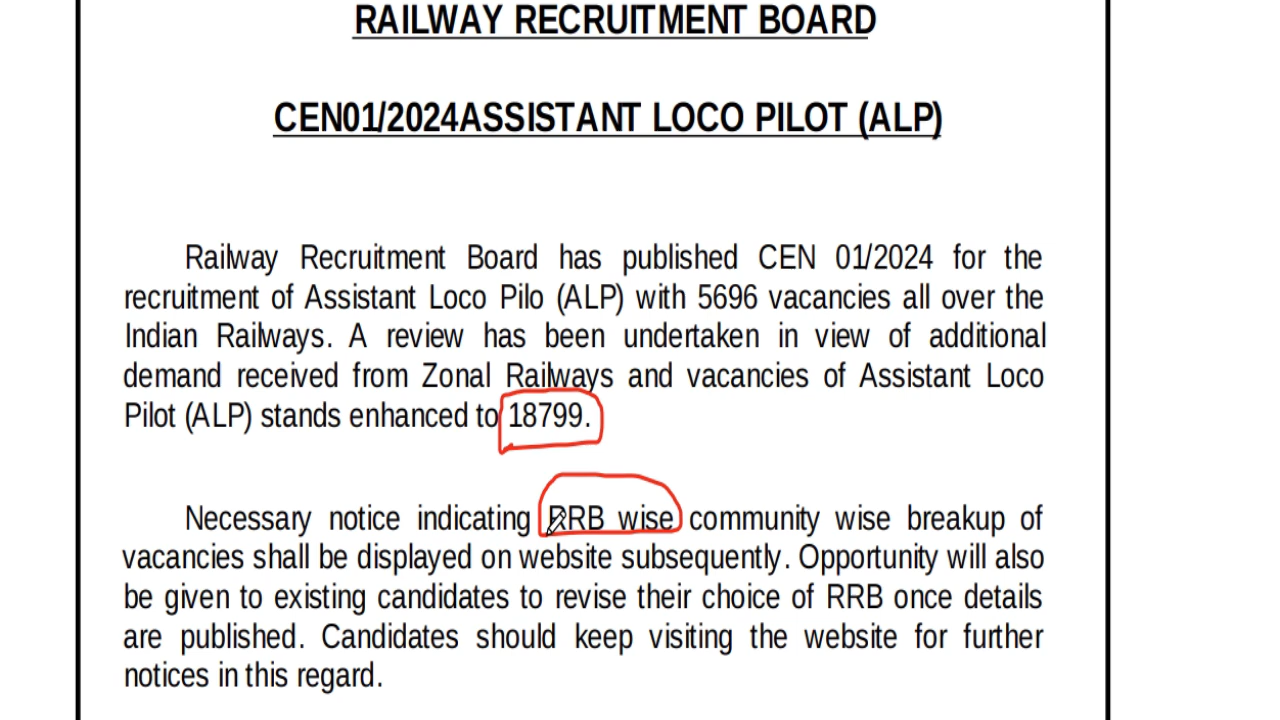 RAILWAY RECRUITMENT BOARD
CEN01/2024ASSISTANT LOCO PILOT (ALP)
Railway Recruitment Board has published CEN 01/2024 for the
recruitment of Assistant Loco Pilo (ALP) with 5696 vacancies all over the
Indian Railways. A review has been undertaken in view of additional
demand received from Zonal Railways and vacancies of Assistant Loco
Pilot (ALP) stands enhanced to 18799.
Necessary notice indicating RRB wise community wise breakup of
vacancies shall be displayed on website subsequently. Opportunity will also
be given to existing candidates to revise their choice of RRB once details
are published. Candidates should keep visiting the website for further
notices in this regard.